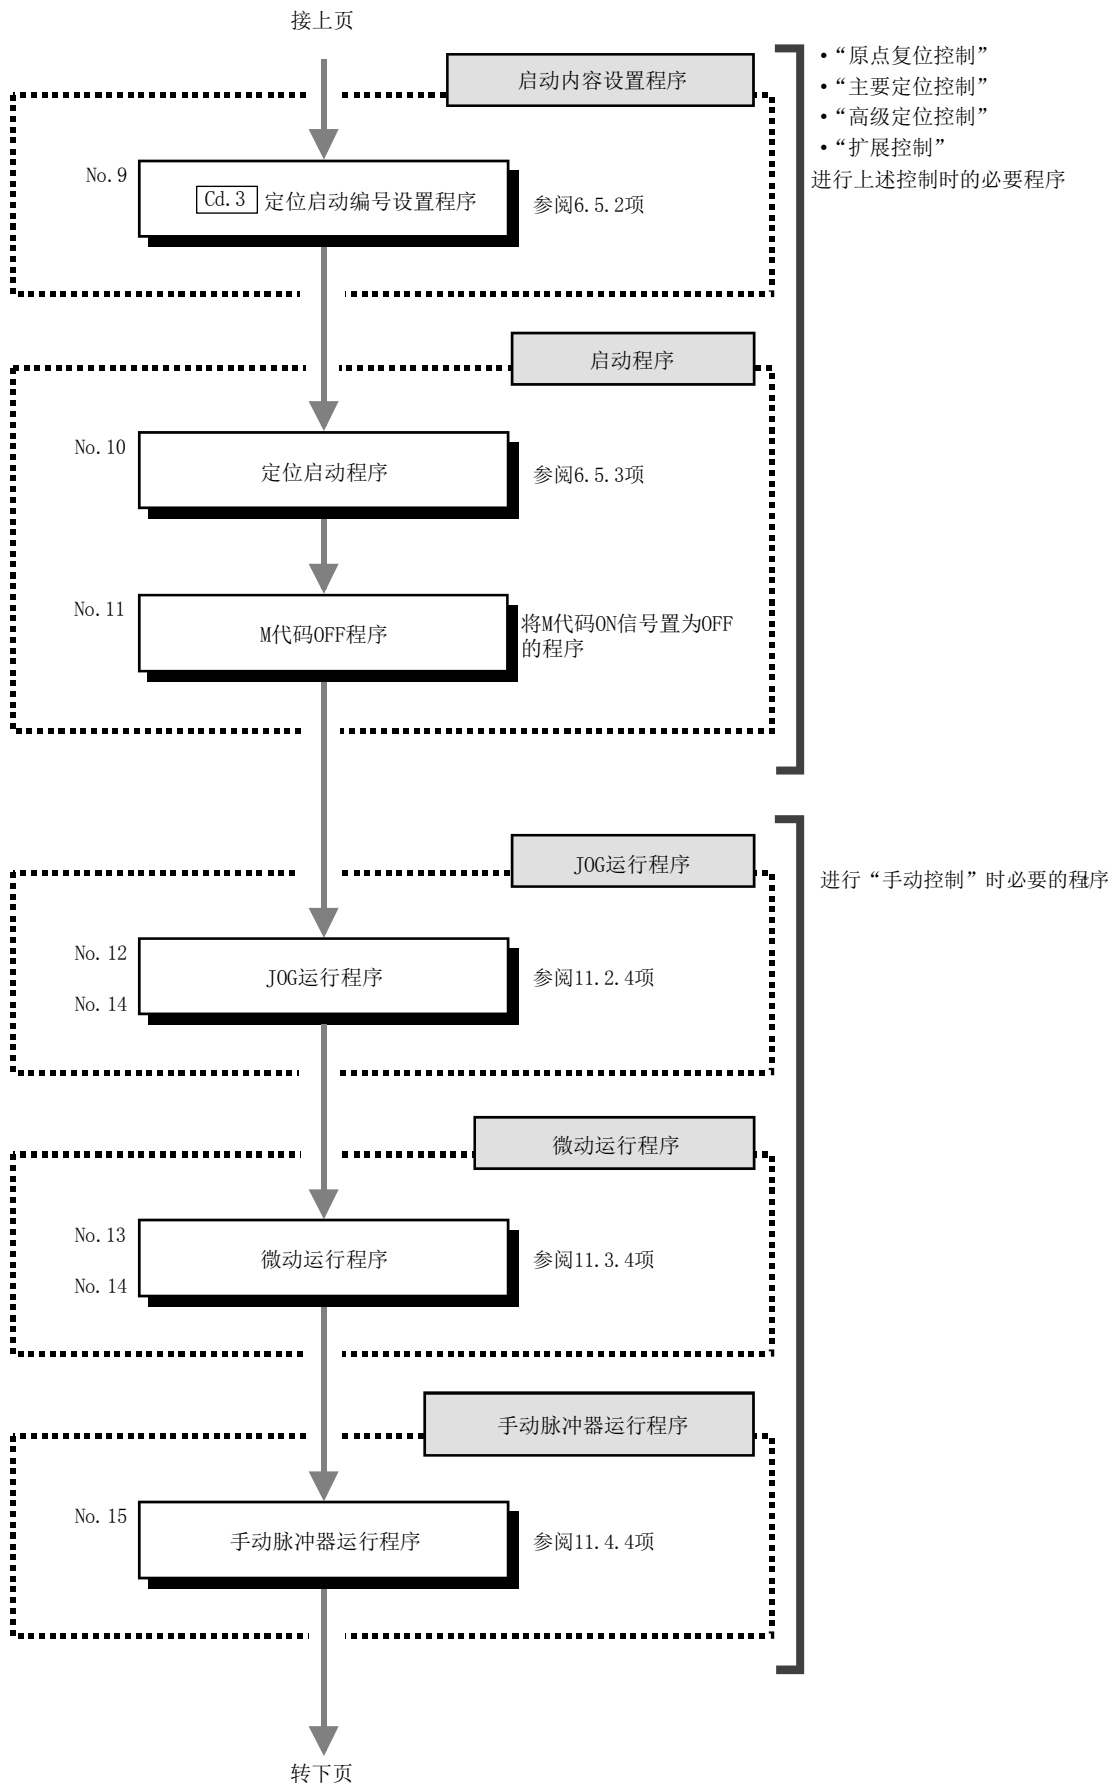 接上页
启动内容设置程序
·“原点复位控制”
·“主要定位控制”
·“高级定位控制”
·“扩展控制”
进行上述控制时的必要程序
No.9
Cd.3 定位启动编号设置程序
参阅6.5.2项
启动程序
No.10
定位启动程序
参阅6.5.3项
No.11
M代码OFF程序
将M代码ON信号置为OFF
的程序
JOG运行程序
进行“手动控制”时必要的程序
No.12
JOG运行程序
参阅11.2.4项
No.14
微动运行程序
No.13
微动运行程序
参阅11.3.4项
No.14
手动脉冲器运行程序
No.15
手动脉冲器运行程序
参阅11.4.4项
转下页